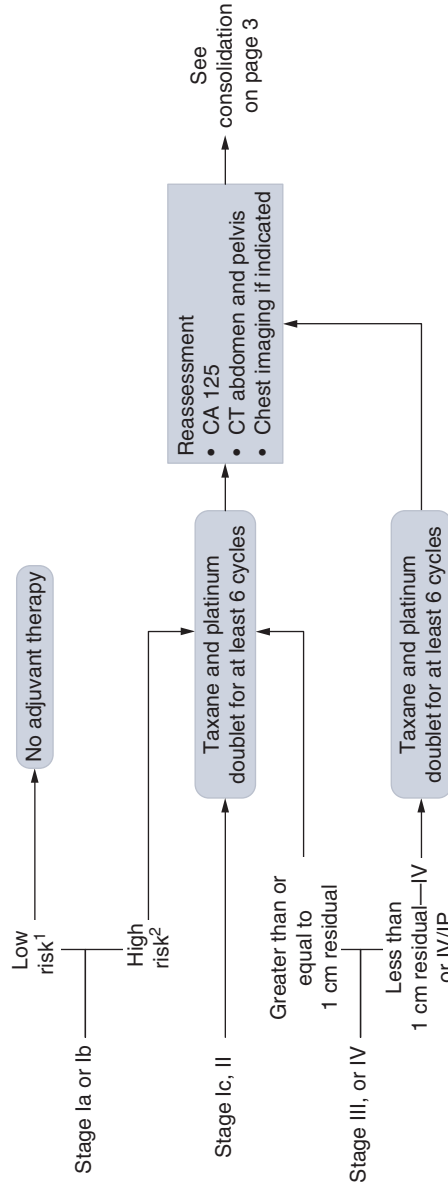 Stage Ia or Ib
Low
risk1
No adjuvant therapy
High
risk2
Stage Ic, II
Taxane and platinum
doublet for at least 6 cycles
Reassessment
• CA 125
• CT abdomen and pelvis
• Chest imaging if indicated
See
consolidation
on page 3
Stage III, or IV
Greater than or
equal to
1 cm residual
Less than
1 cm residual—IV
or IV/IP
Taxane and platinum
doublet for at least 6 cycles